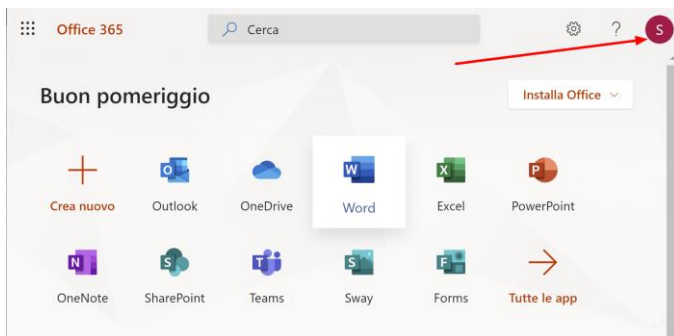 Office 365 Cerca ? S
Buon pomeriggio Installa Office
Crea nuovo Outlook OneDrive Word Excel PowerPoint
OneNote SharePoint Teams Sway Forms Tutte le app